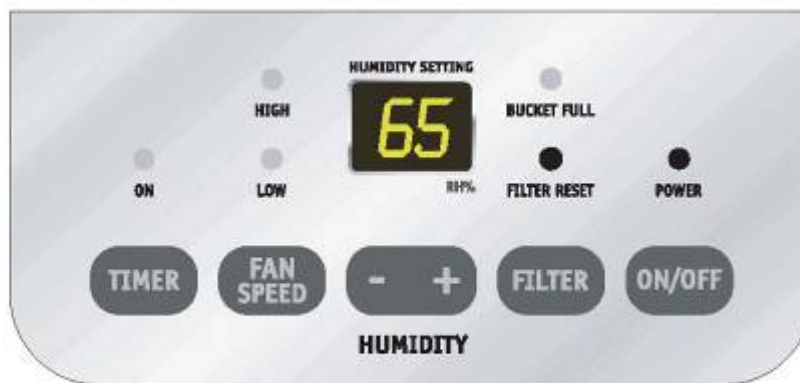 HUMIDITY SETTING
65
HIGH
BUCKET FULL
ON
LOW
RH%
FILTER RESET
POWER
TIMER
FAN
SPEED
- +
FILTER
ON/OFF
HUMIDITY